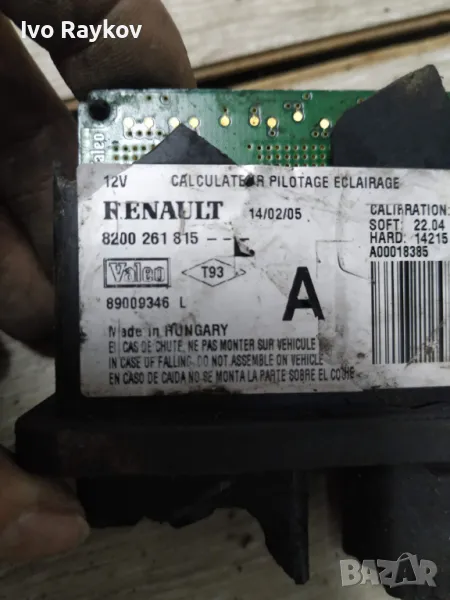 Ivo Raykov
Valeo
12V CALCULATEUR PILOTAGE ECLAIRAGE
RENAULT 14/02/05
8200 261 815 ---
CALIBRATION:
SOFT: 22.04
HARD: 14215
A00018385
Valeo T93
A
89009346 L
Made in HUNGARY
EN CAS DE CHUTE, NE PAS MONTER SUR VEHICULE
IN CASE OF FALLING, DO NOT ASSEMBLE ON VEHICLE
EN CASO DE CAIDA NO SE MONTA LA PARTE SOBRE EL COCHE
BAZAR